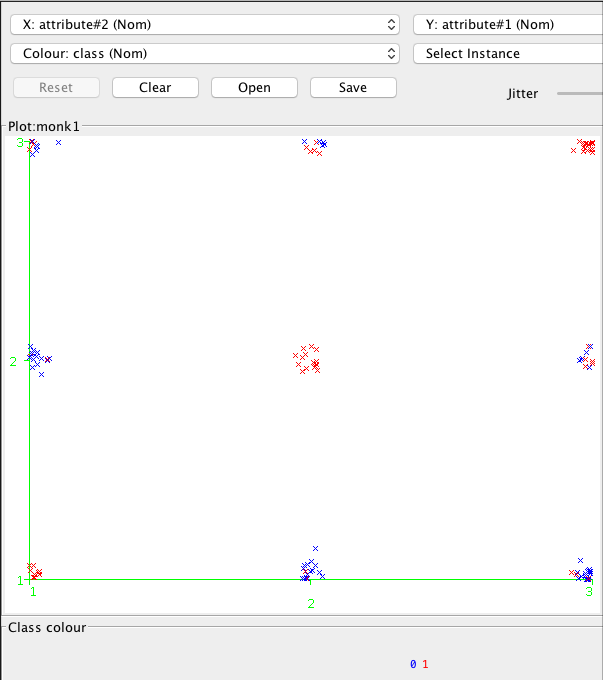 X: attribute#2 (Nom) Y: attribute#1 (Nom)
Colour: class (Nom) Select Instance
Reset Clear Open Save Jitter
Plot:monk1
3
2
1
1 2 3
Class colour
0 1